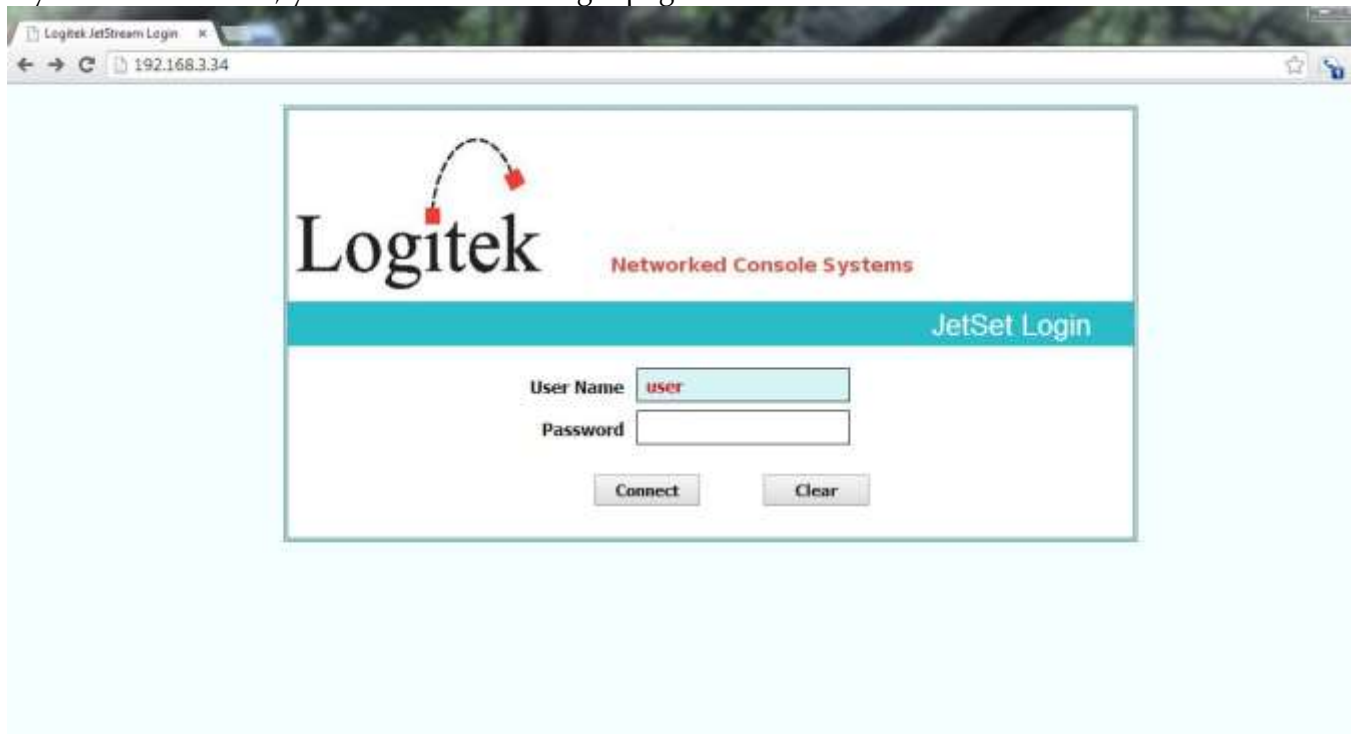 Logitek JetStream Login
192.168.3.34
Logitek
Networked Console Systems
JetSet Login
User Name user
Password
Connect Clear